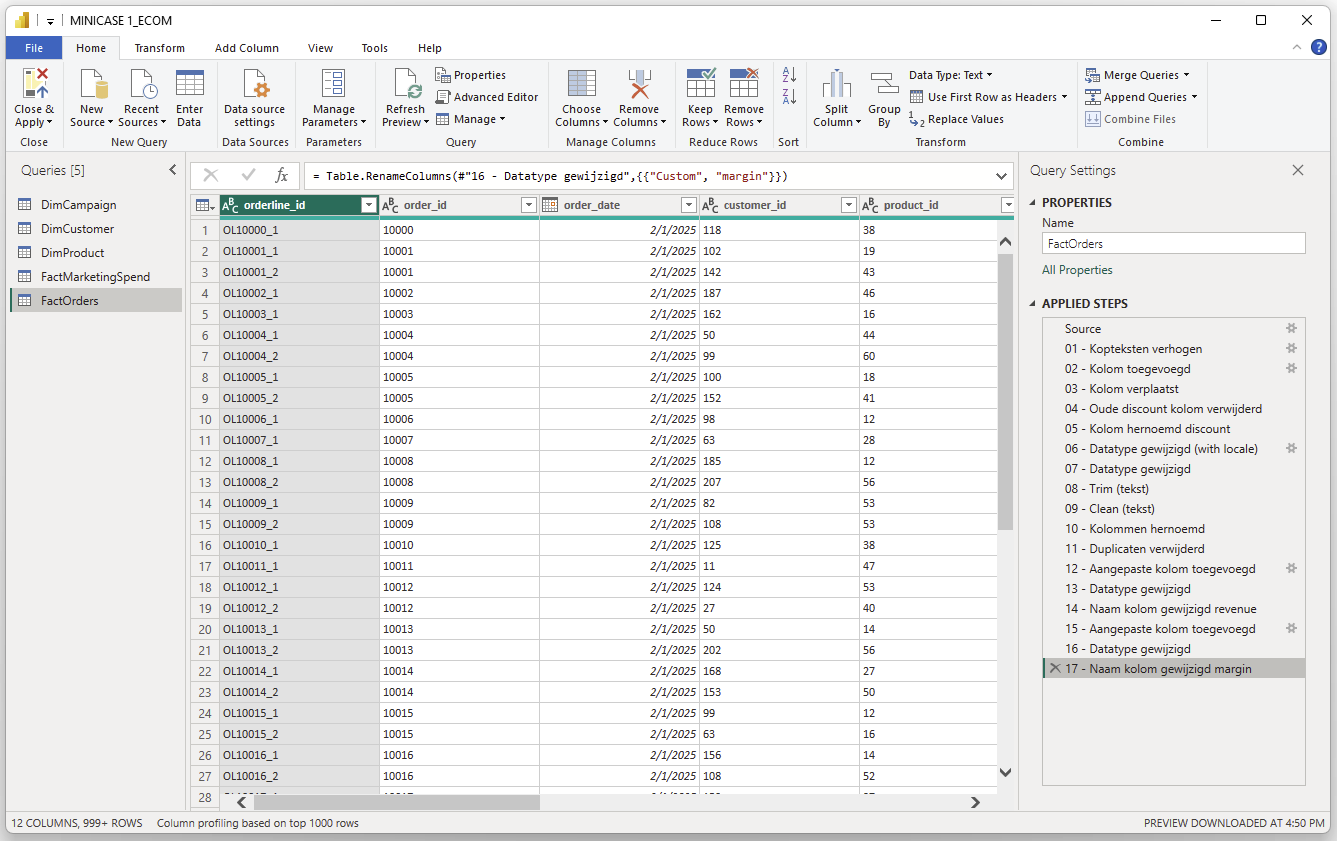 MINICASE 1_ECOM
File Home Transform Add Column View Tools Help
Close & Apply
New Source
Recent Sources
Enter Data
Data source settings
Manage Parameters
Refresh Preview
Properties
Advanced Editor
Manage
Choose Columns
Remove Columns
Keep Rows
Remove Rows
Split Column
Group By
Data Type: Text
Use First Row as Headers
Replace Values
Merge Queries
Append Queries
Combine Files
Close New Query Data Sources Parameters Query Manage Columns Reduce Rows Sort Transform Combine
Queries [5]
DimCampaign
DimCustomer
DimProduct
FactMarketingSpend
FactOrders
= Table.RenameColumns(#"16 - Datatype gewijzigd",{{"Custom", "margin"}})
orderline_id order_id order_date customer_id product_id
1 OL10000_1 10000 2/1/2025 118 38
2 OL10001_1 10001 2/1/2025 102 19
3 OL10001_2 10001 2/1/2025 142 43
4 OL10002_1 10002 2/1/2025 187 46
5 OL10003_1 10003 2/1/2025 162 16
6 OL10004_1 10004 2/1/2025 50 44
7 OL10004_2 10004 2/1/2025 99 60
8 OL10005_1 10005 2/1/2025 100 18
9 OL10005_2 10005 2/1/2025 152 41
10 OL10006_1 10006 2/1/2025 98 12
11 OL10007_1 10007 2/1/2025 63 28
12 OL10008_1 10008 2/1/2025 185 12
13 OL10008_2 10008 2/1/2025 207 56
14 OL10009_1 10009 2/1/2025 82 53
15 OL10009_2 10009 2/1/2025 108 53
16 OL10010_1 10010 2/1/2025 125 38
17 OL10011_1 10011 2/1/2025 11 47
18 OL10012_1 10012 2/1/2025 124 53
19 OL10012_2 10012 2/1/2025 27 40
20 OL10013_1 10013 2/1/2025 50 14
21 OL10013_2 10013 2/1/2025 202 56
22 OL10014_1 10014 2/1/2025 168 27
23 OL10014_2 10014 2/1/2025 153 50
24 OL10015_1 10015 2/1/2025 99 12
25 OL10015_2 10015 2/1/2025 63 16
26 OL10016_1 10016 2/1/2025 156 14
27 OL10016_2 10016 2/1/2025 108 52
28
Query Settings
PROPERTIES
Name
FactOrders
All Properties
APPLIED STEPS
Source
01 - Kopteksten verhogen
02 - Kolom toegevoegd
03 - Kolom verplaatst
04 - Oude discount kolom verwijderd
05 - Kolom hernoemd discount
06 - Datatype gewijzigd (with locale)
07 - Datatype gewijzigd
08 - Trim (tekst)
09 - Clean (tekst)
10 - Kolommen hernoemd
11 - Duplicaten verwijderd
12 - Aangepaste kolom toegevoegd
13 - Datatype gewijzigd
14 - Naam kolom gewijzigd revenue
15 - Aangepaste kolom toegevoegd
16 - Datatype gewijzigd
17 - Naam kolom gewijzigd margin
12 COLUMNS, 999+ ROWS Column profiling based on top 1000 rows
PREVIEW DOWNLOADED AT 4:50 PM